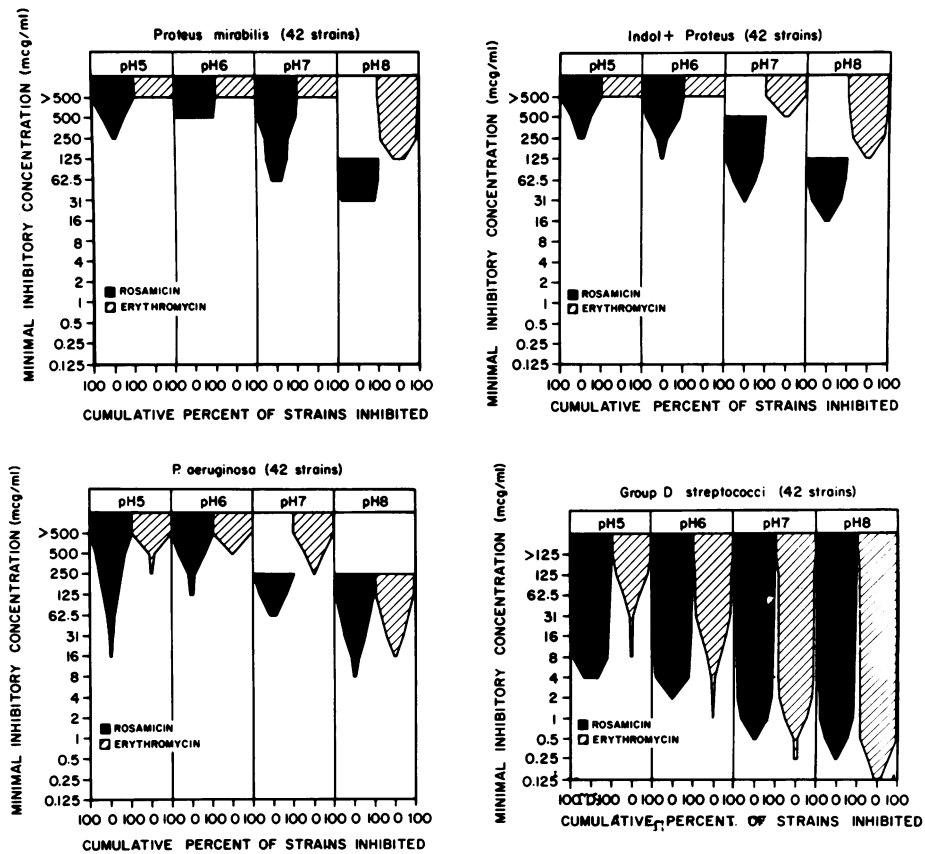 Proteus mirabilis (42 strains)
MINIMAL INHIBITORY CONCENTRATION (mcg/ml)
pH5 pH6 pH7 pH8
>500
500
250
125
62.5
31
16
8
4
2
1
0.5
0.25
0.125
ROSAMICIN
ERYTHROMYCIN
100 0 100 0 100 0 100 0 100 0 100 0 100 0 100 0 100
CUMULATIVE PERCENT OF STRAINS INHIBITED
Indol+ Proteus (42 strains)
MINIMAL INHIBITORY CONCENTRATION (mcg/ml)
pH5 pH6 pH7 pH8
>500
500
250
125
62.5
31
16
8
4
2
1
0.5
0.25
0.125
ROSAMICIN
ERYTHROMYCIN
100 0 100 0 100 0 100 0 100 0 100 0 100 0 100 0 100
CUMULATIVE PERCENT OF STRAINS INHIBITED
P. aeruginosa (42 strains)
MINIMAL INHIBITORY CONCENTRATION (mcg/ml)
pH5 pH6 pH7 pH8
>500
500
250
125
62.5
31
16
8
4
2
1
0.5
0.25
0.125
ROSAMICIN
ERYTHROMYCIN
100 0 100 0 100 0 100 0 100 0 100 0 100 0 100 0 100
CUMULATIVE PERCENT OF STRAINS INHIBITED
Group D streptococci (42 strains)
MINIMAL INHIBITORY CONCENTRATION (mcg/ml)
pH5 pH6 pH7 pH8
>125
125
62.5
31
16
8
4
2
1
0.5
0.25
0.125
ROSAMICIN
ERYTHROMYCIN
100 0 100 0 100 0 100 0 100 0 100 0 100 0 100
CUMULATIVE PERCENT. OF STRAINS INHIBITED